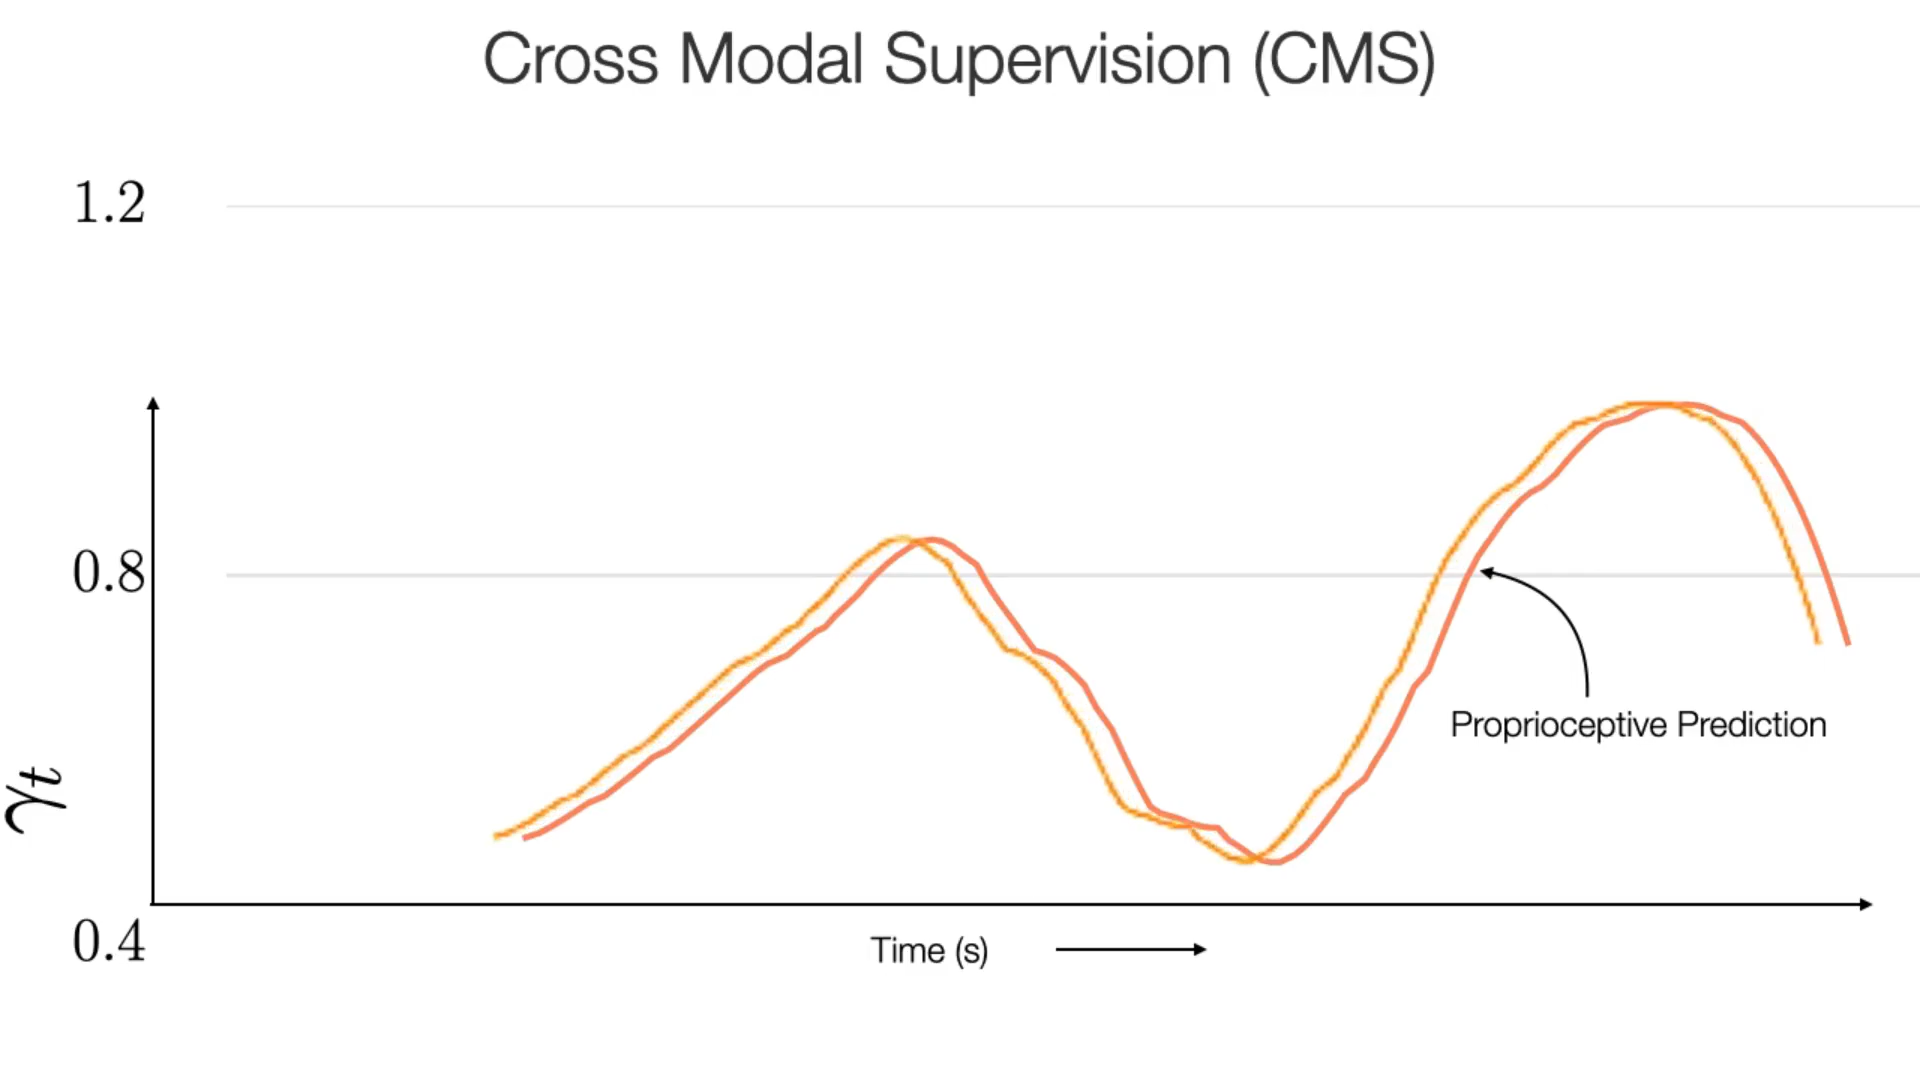 Cross Modal Supervision (CMS)
1.2
0.8
Proprioceptive Prediction
γt
0.4
Time (s)